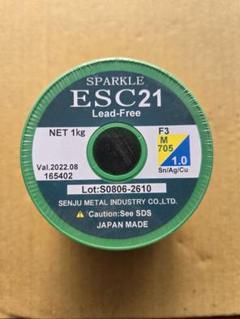 SPARKLE
ESC21
Lead-Free
NET 1kg
F3
M
705
1.0
Sn/Ag/Cu
Val.2022.08
165402
Lot:S0806-2610
SENJU METAL INDUSTRY CO.,LTD.
⚠Caution:See SDS
JAPAN MADE